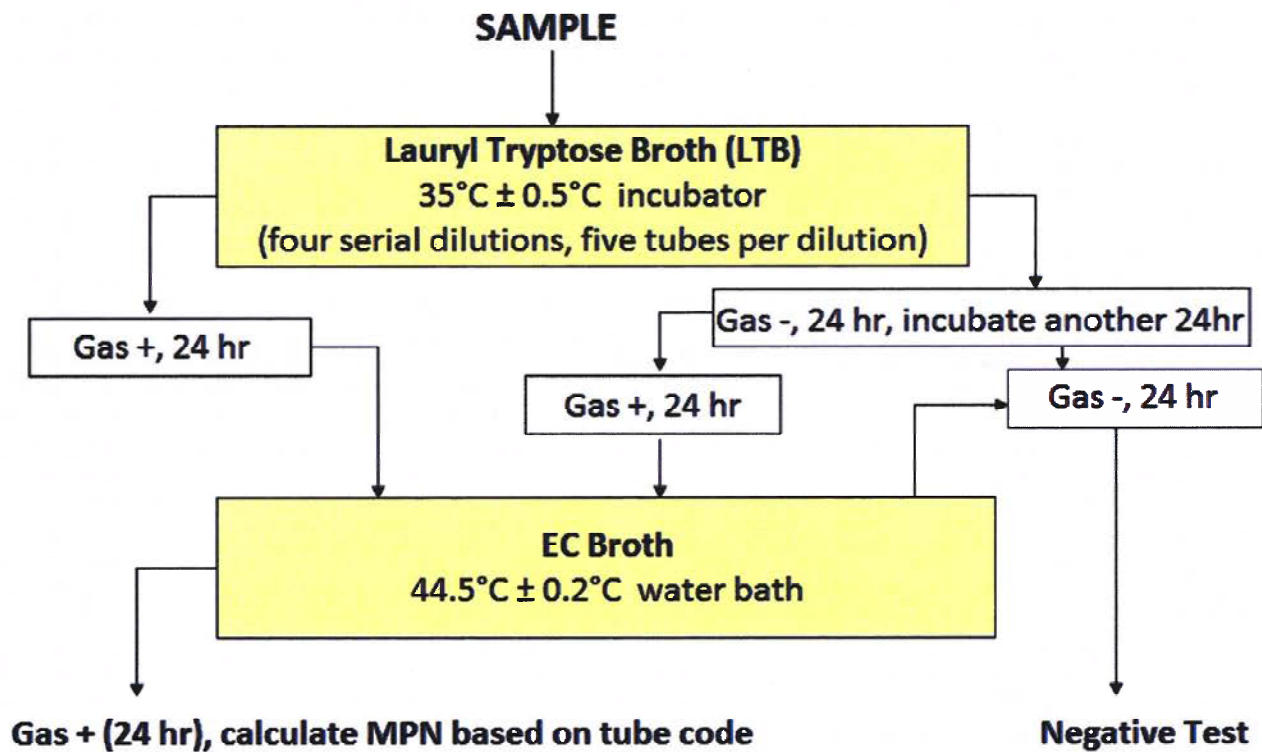 SAMPLE
Lauryl Tryptose Broth (LTB)
35°C ± 0.5°C incubator
(four serial dilutions, five tubes per dilution)
Gas +, 24 hr
Gas -, 24 hr, incubate another 24hr
Gas +, 24 hr
Gas -, 24 hr
EC Broth
44.5°C ± 0.2°C water bath
Gas + (24 hr), calculate MPN based on tube code
Negative Test